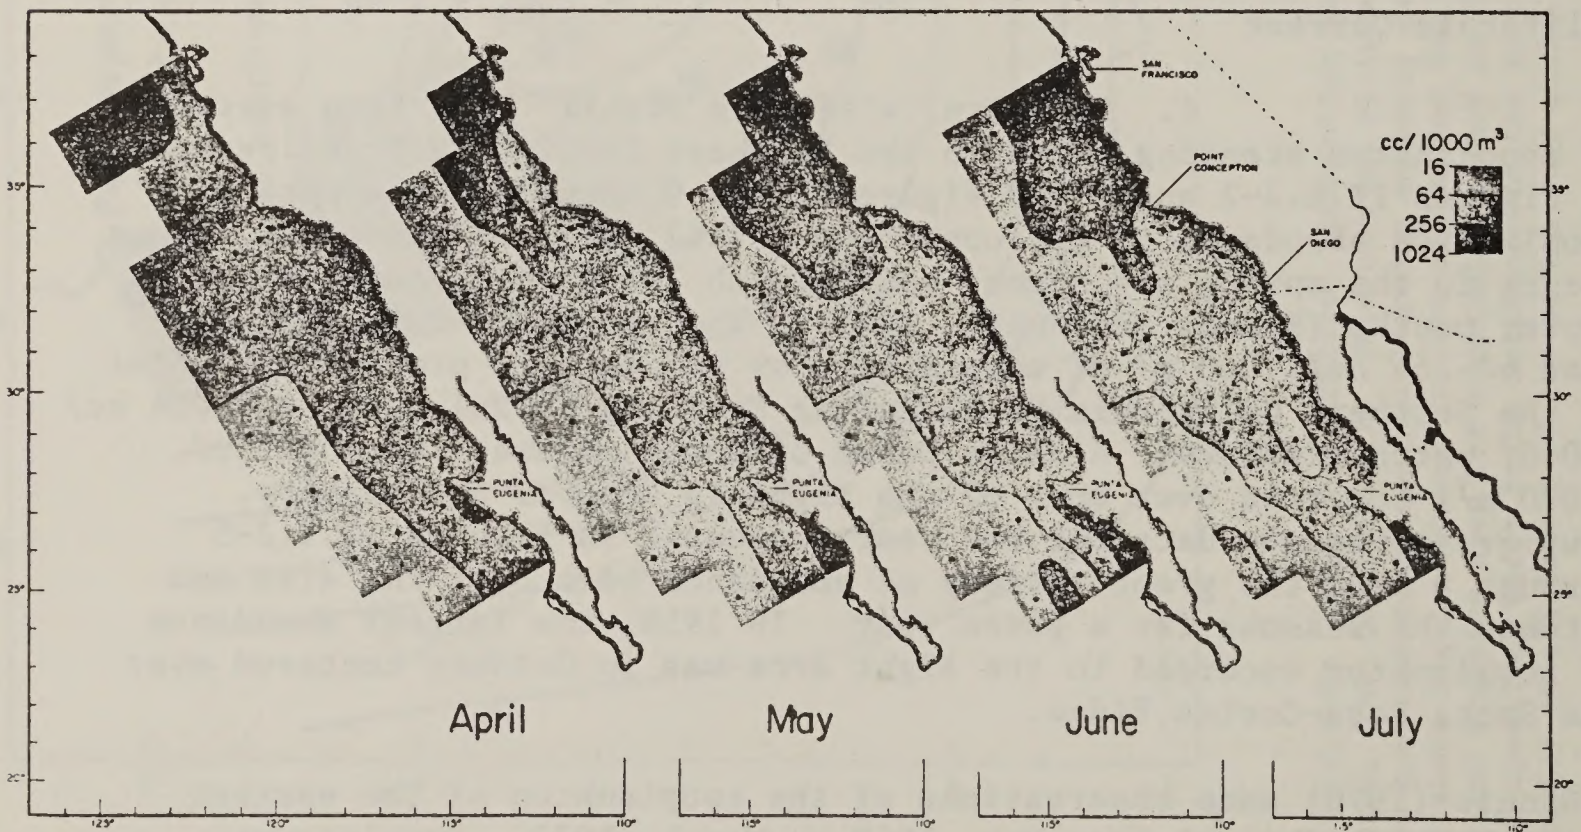 SAN
FRANCISCO
cc/1000 m³
16
64
256
1024
POINT
CONCEPTION
SAN
DIEGO
35°
35°
30°
30°
PUNTA
EUGENIA
PUNTA
EUGENIA
PUNTA
EUGENIA
PUNTA
EUGENIA
25°
25°
April
May
June
July
20°
20°
125°
120°
115°
110°
115°
110°
115°
110°
115°
110°